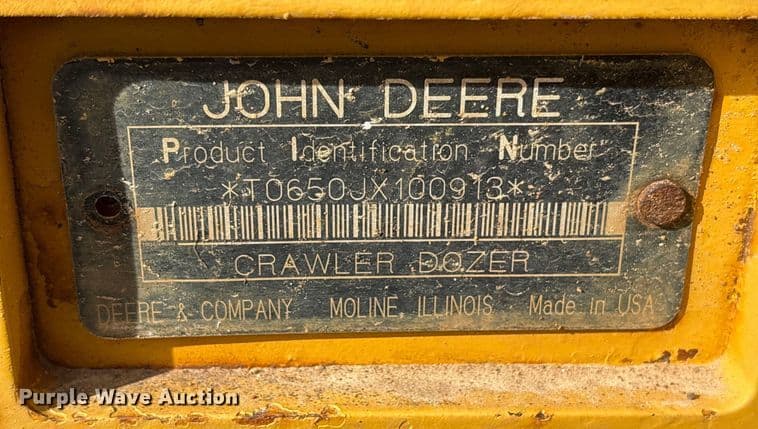 JOHN DEERE
Product Identification Number
*T0650JX100913*
CRAWLER DOZER
DEERE & COMPANY MOLINE, ILLINOIS Made in USA
Purple Wave Auction